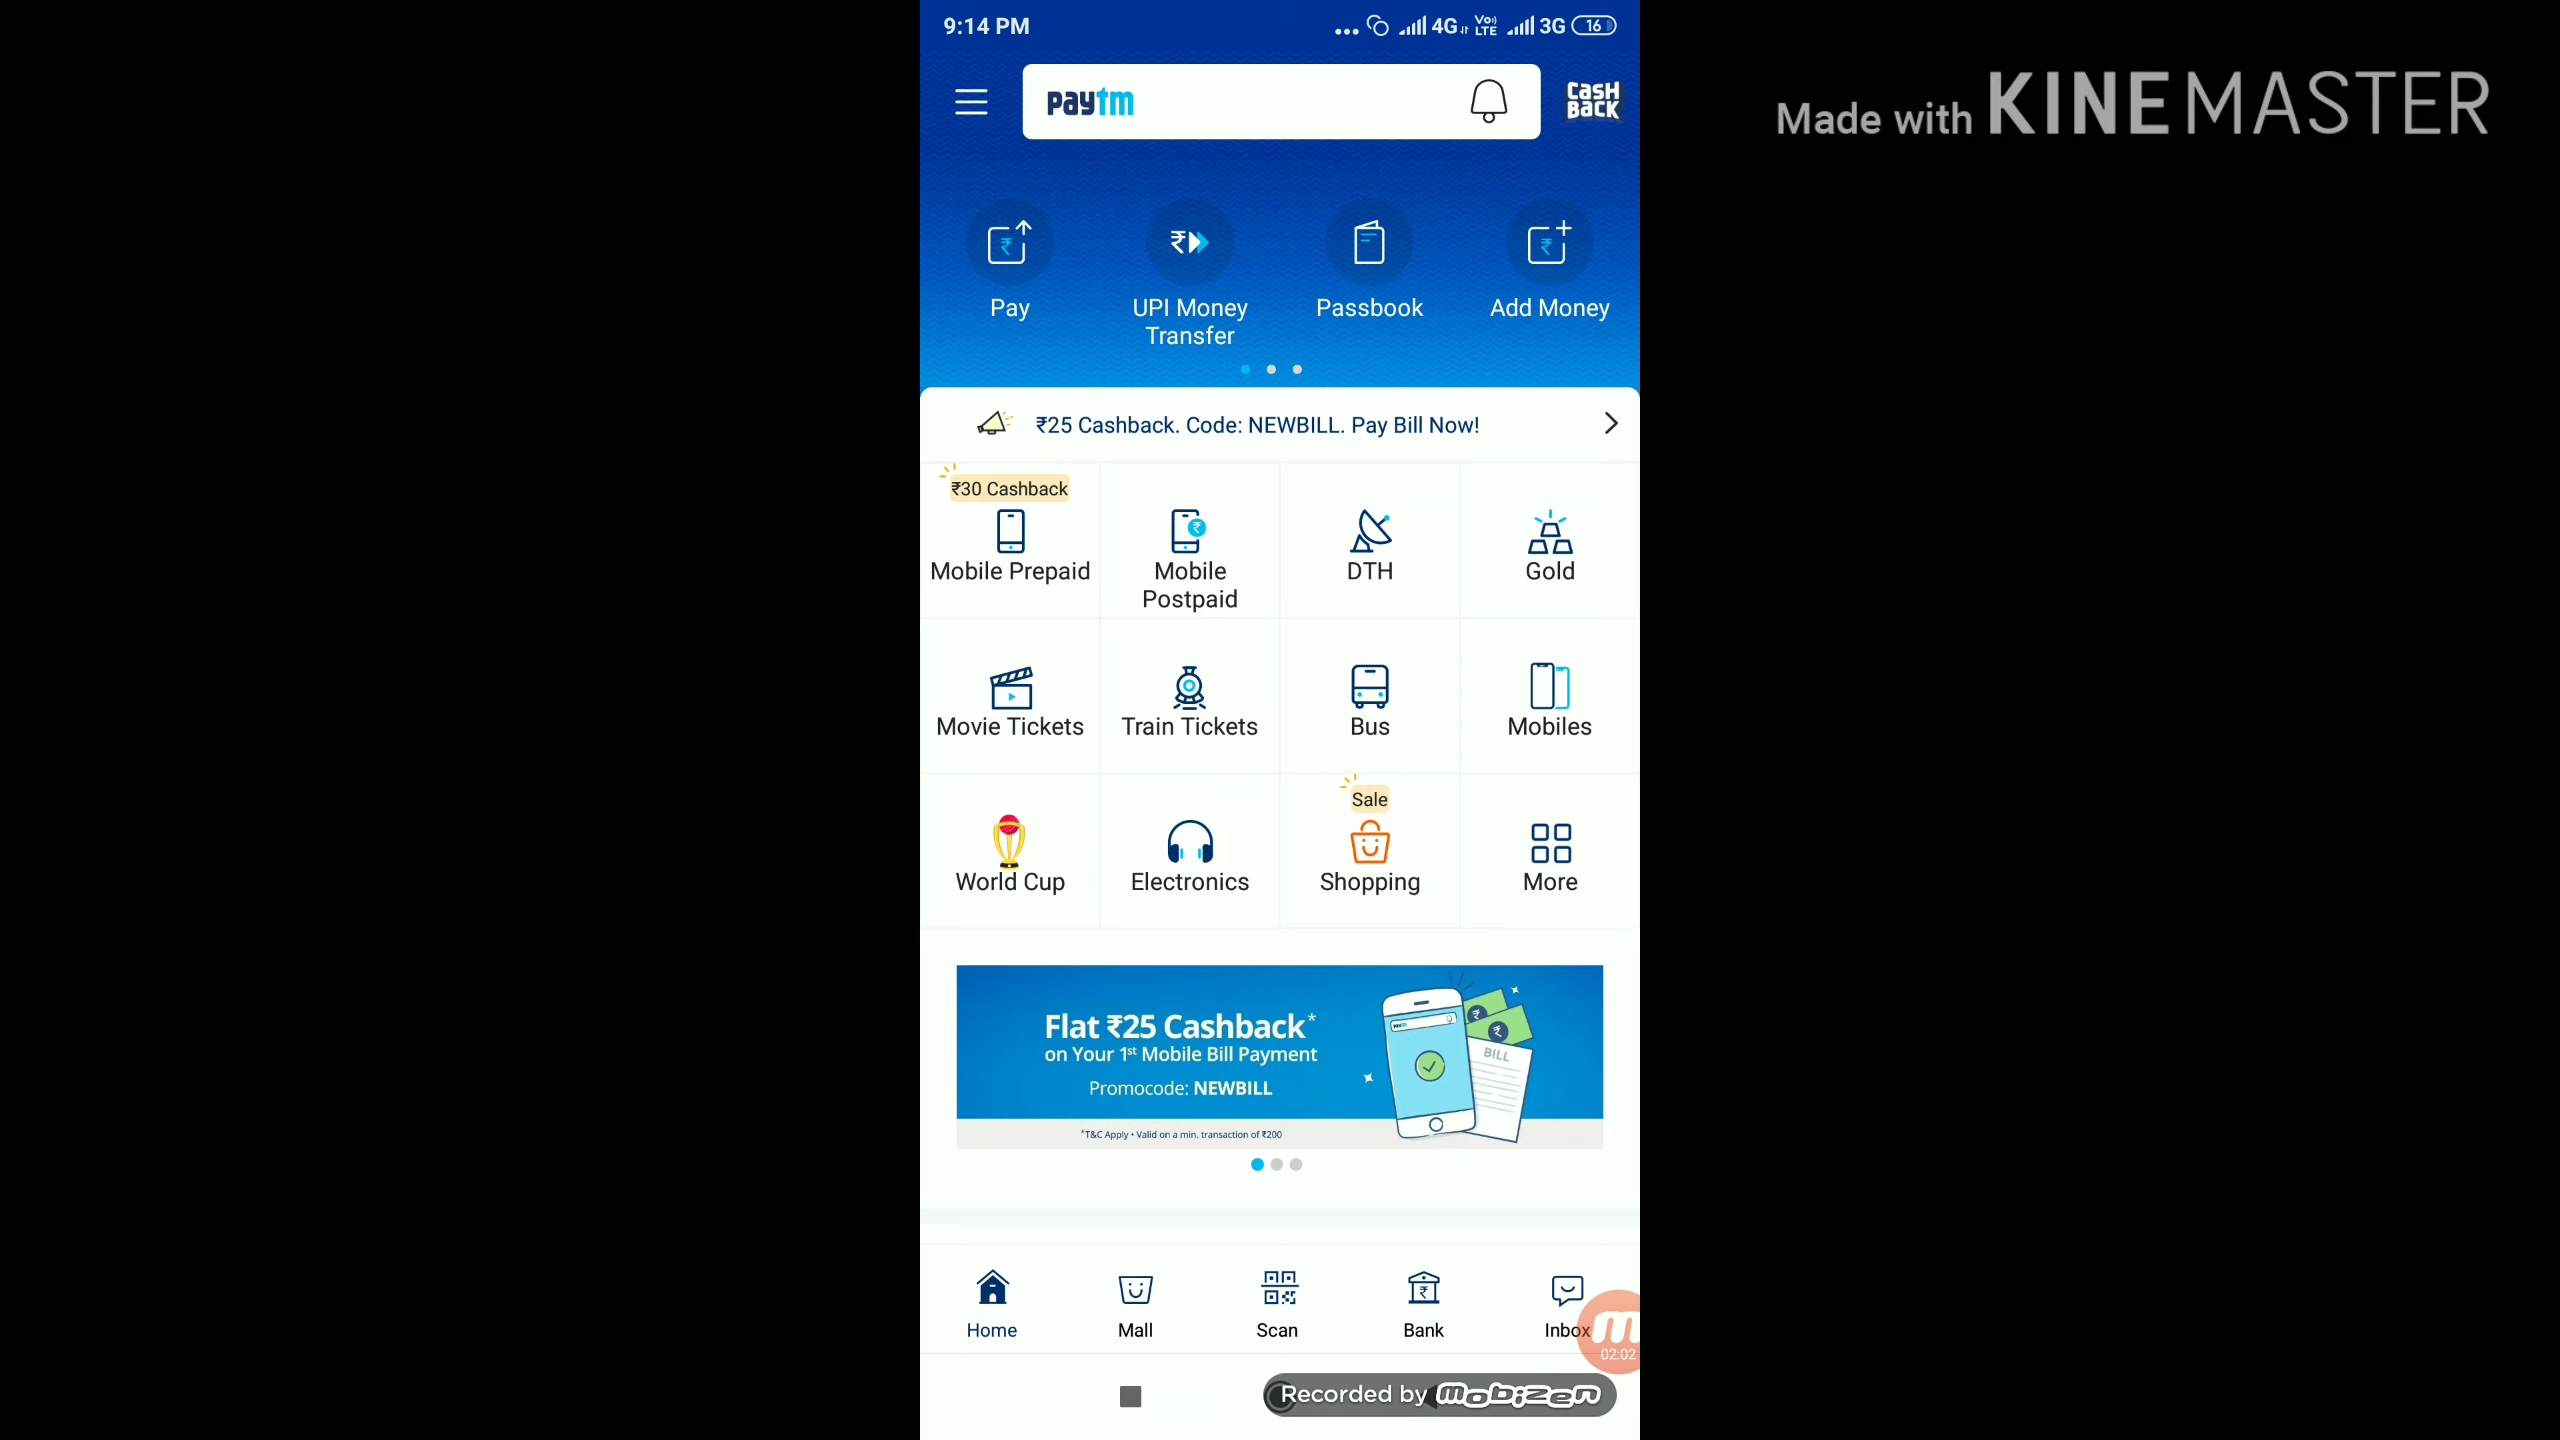 9:14 PM
... 4G VoLTE 3G 16
Made with KINEMASTER
paytm
CASH BACK
Pay
UPI Money
Transfer
Passbook
Add Money
₹25 Cashback. Code: NEWBILL. Pay Bill Now!
₹30 Cashback
Mobile Prepaid
Mobile
Postpaid
DTH
Gold
Movie Tickets
Train Tickets
Bus
Mobiles
World Cup
Electronics
Sale
Shopping
More
Flat ₹25 Cashback*
on Your 1st Mobile Bill Payment
Promocode: NEWBILL
*T&C Apply • Valid on a min. transaction of ₹200
paytm
BILL
Home
Mall
Scan
Bank
Inbox
02:02
Recorded by mobizen